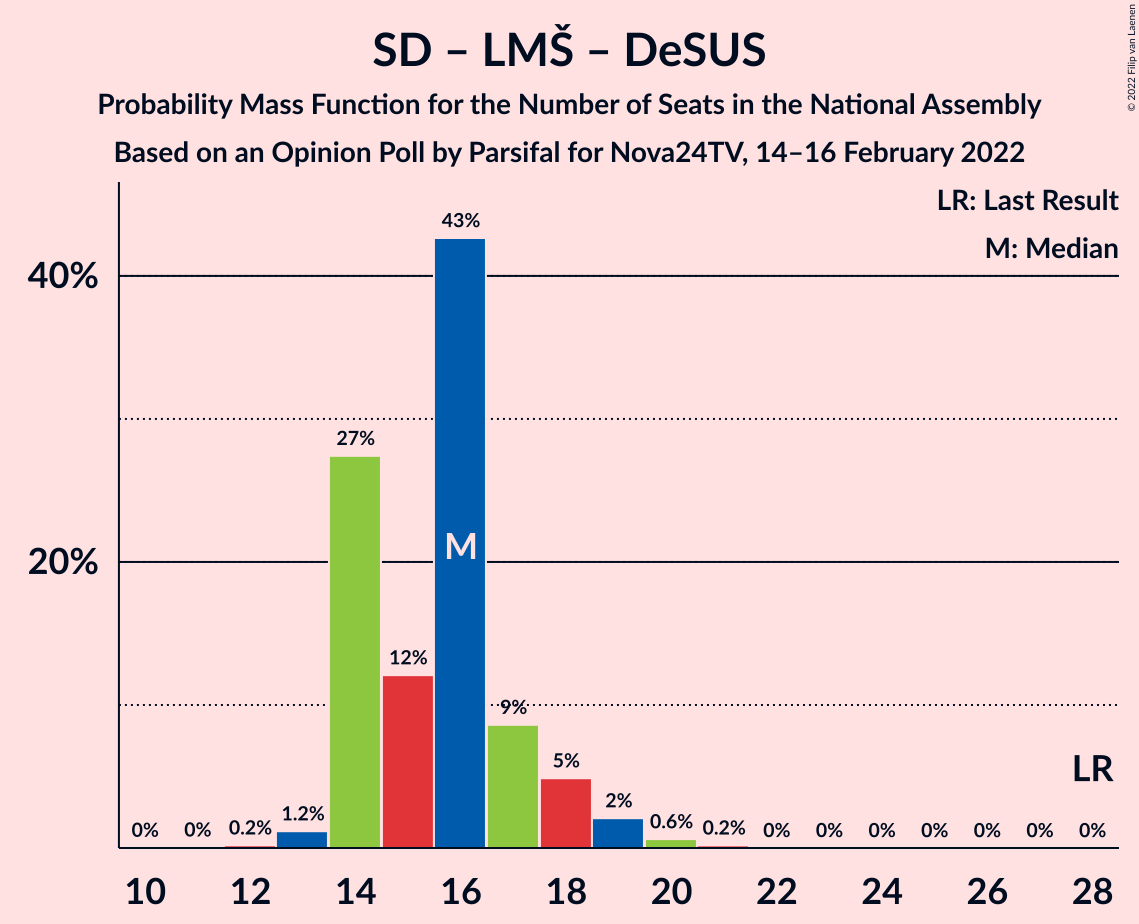 SD – LMŠ – DeSUS
Probability Mass Function for the Number of Seats in the National Assembly
Based on an Opinion Poll by Parsifal for Nova24TV, 14–16 February 2022
© 2022 Filip van Laenen
LR: Last Result
M: Median
43%
40%
27%
M
20%
12%
9%
5%
LR
2%
1.2%
0.6%
0% 0% 0.2% 0.2% 0% 0% 0% 0% 0% 0% 0%
10 12 14 16 18 20 22 24 26 28